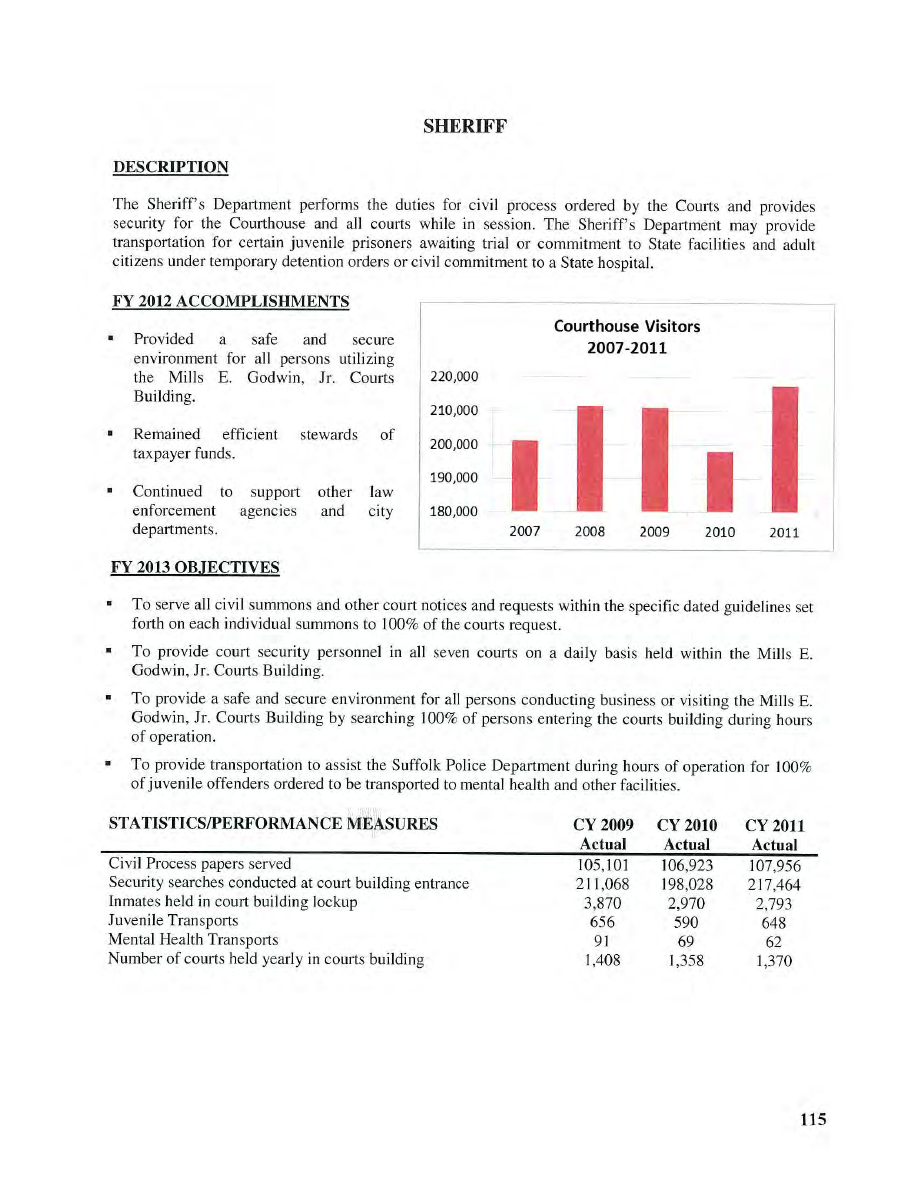 SHERIFF
DESCRIPTION
The Sheriff's Department performs the duties for civil process ordered by the Courts and provides
security for the Courthouse and all courts while in session. The Sheriff's Department may provide
transportation for certain juvenile prisoners awaiting trial or commitment to State facilities and adult
citizens under temporary detention orders or civil commitment to a State hospital.
FY 2012 ACCOMPLISHMENTS
▪ Provided a safe and secure
environment for all persons utilizing
the Mills E. Godwin, Jr. Courts
Building.
▪ Remained efficient stewards of
taxpayer funds.
▪ Continued to support other law
enforcement agencies and city
departments.
Courthouse Visitors
2007-2011
220,000
210,000
200,000
190,000
180,000
2007 2008 2009 2010 2011
FY 2013 OBJECTIVES
▪ To serve all civil summons and other court notices and requests within the specific dated guidelines set
forth on each individual summons to 100% of the courts request.
▪ To provide court security personnel in all seven courts on a daily basis held within the Mills E.
Godwin, Jr. Courts Building.
▪ To provide a safe and secure environment for all persons conducting business or visiting the Mills E.
Godwin, Jr. Courts Building by searching 100% of persons entering the courts building during hours
of operation.
▪ To provide transportation to assist the Suffolk Police Department during hours of operation for 100%
of juvenile offenders ordered to be transported to mental health and other facilities.
STATISTICS/PERFORMANCE MEASURES CY 2009 CY 2010 CY 2011
Actual Actual Actual
Civil Process papers served 105,101 106,923 107,956
Security searches conducted at court building entrance 211,068 198,028 217,464
Inmates held in court building lockup 3,870 2,970 2,793
Juvenile Transports 656 590 648
Mental Health Transports 91 69 62
Number of courts held yearly in courts building 1,408 1,358 1,370
115